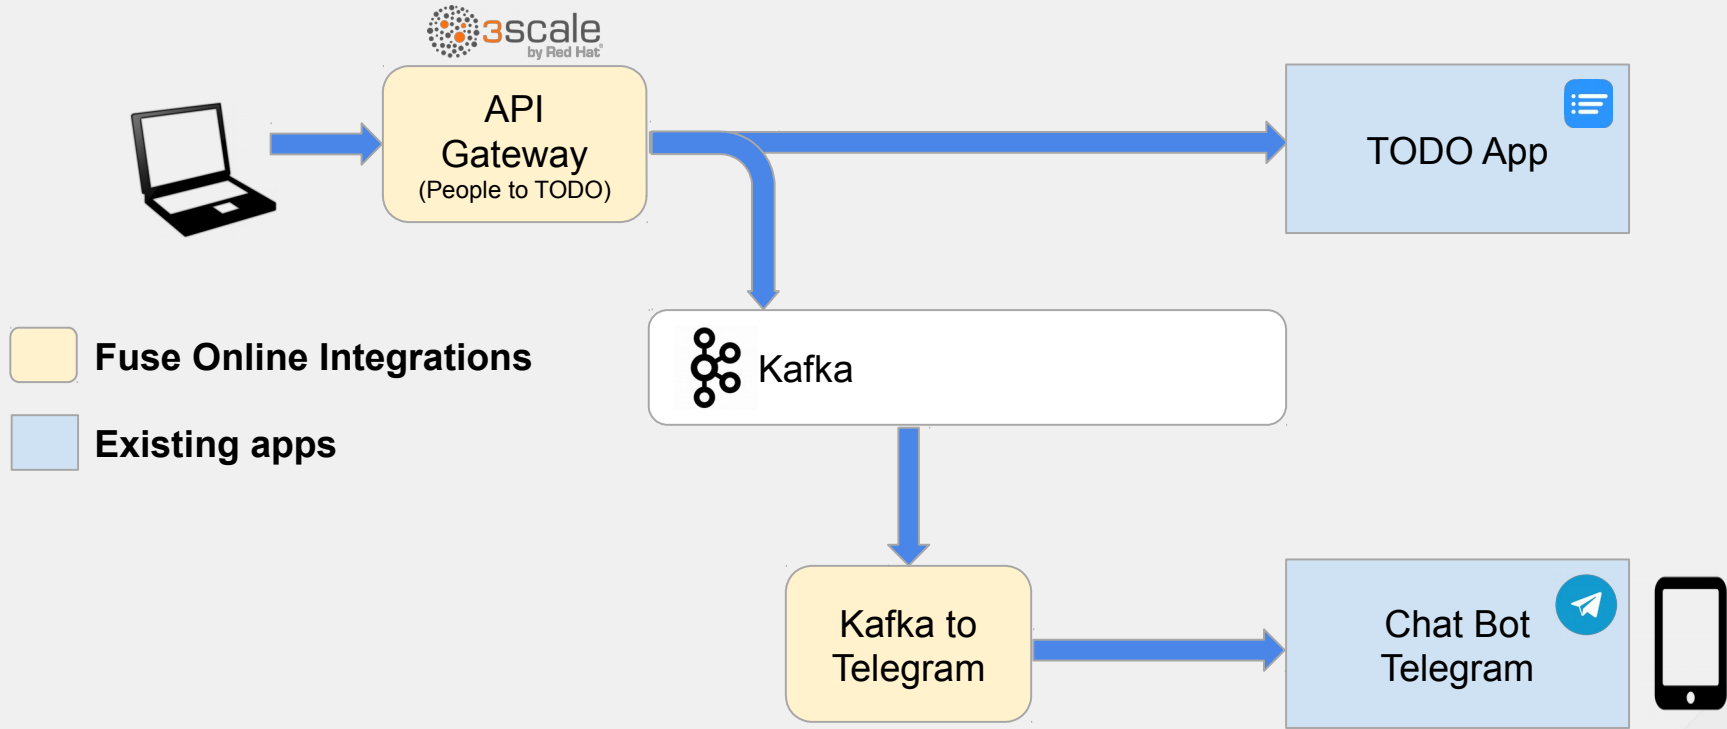 3scale
by Red Hat
API
Gateway
(People to TODO)
TODO App
Kafka
Fuse Online Integrations
Existing apps
Kafka to
Telegram
Chat Bot
Telegram